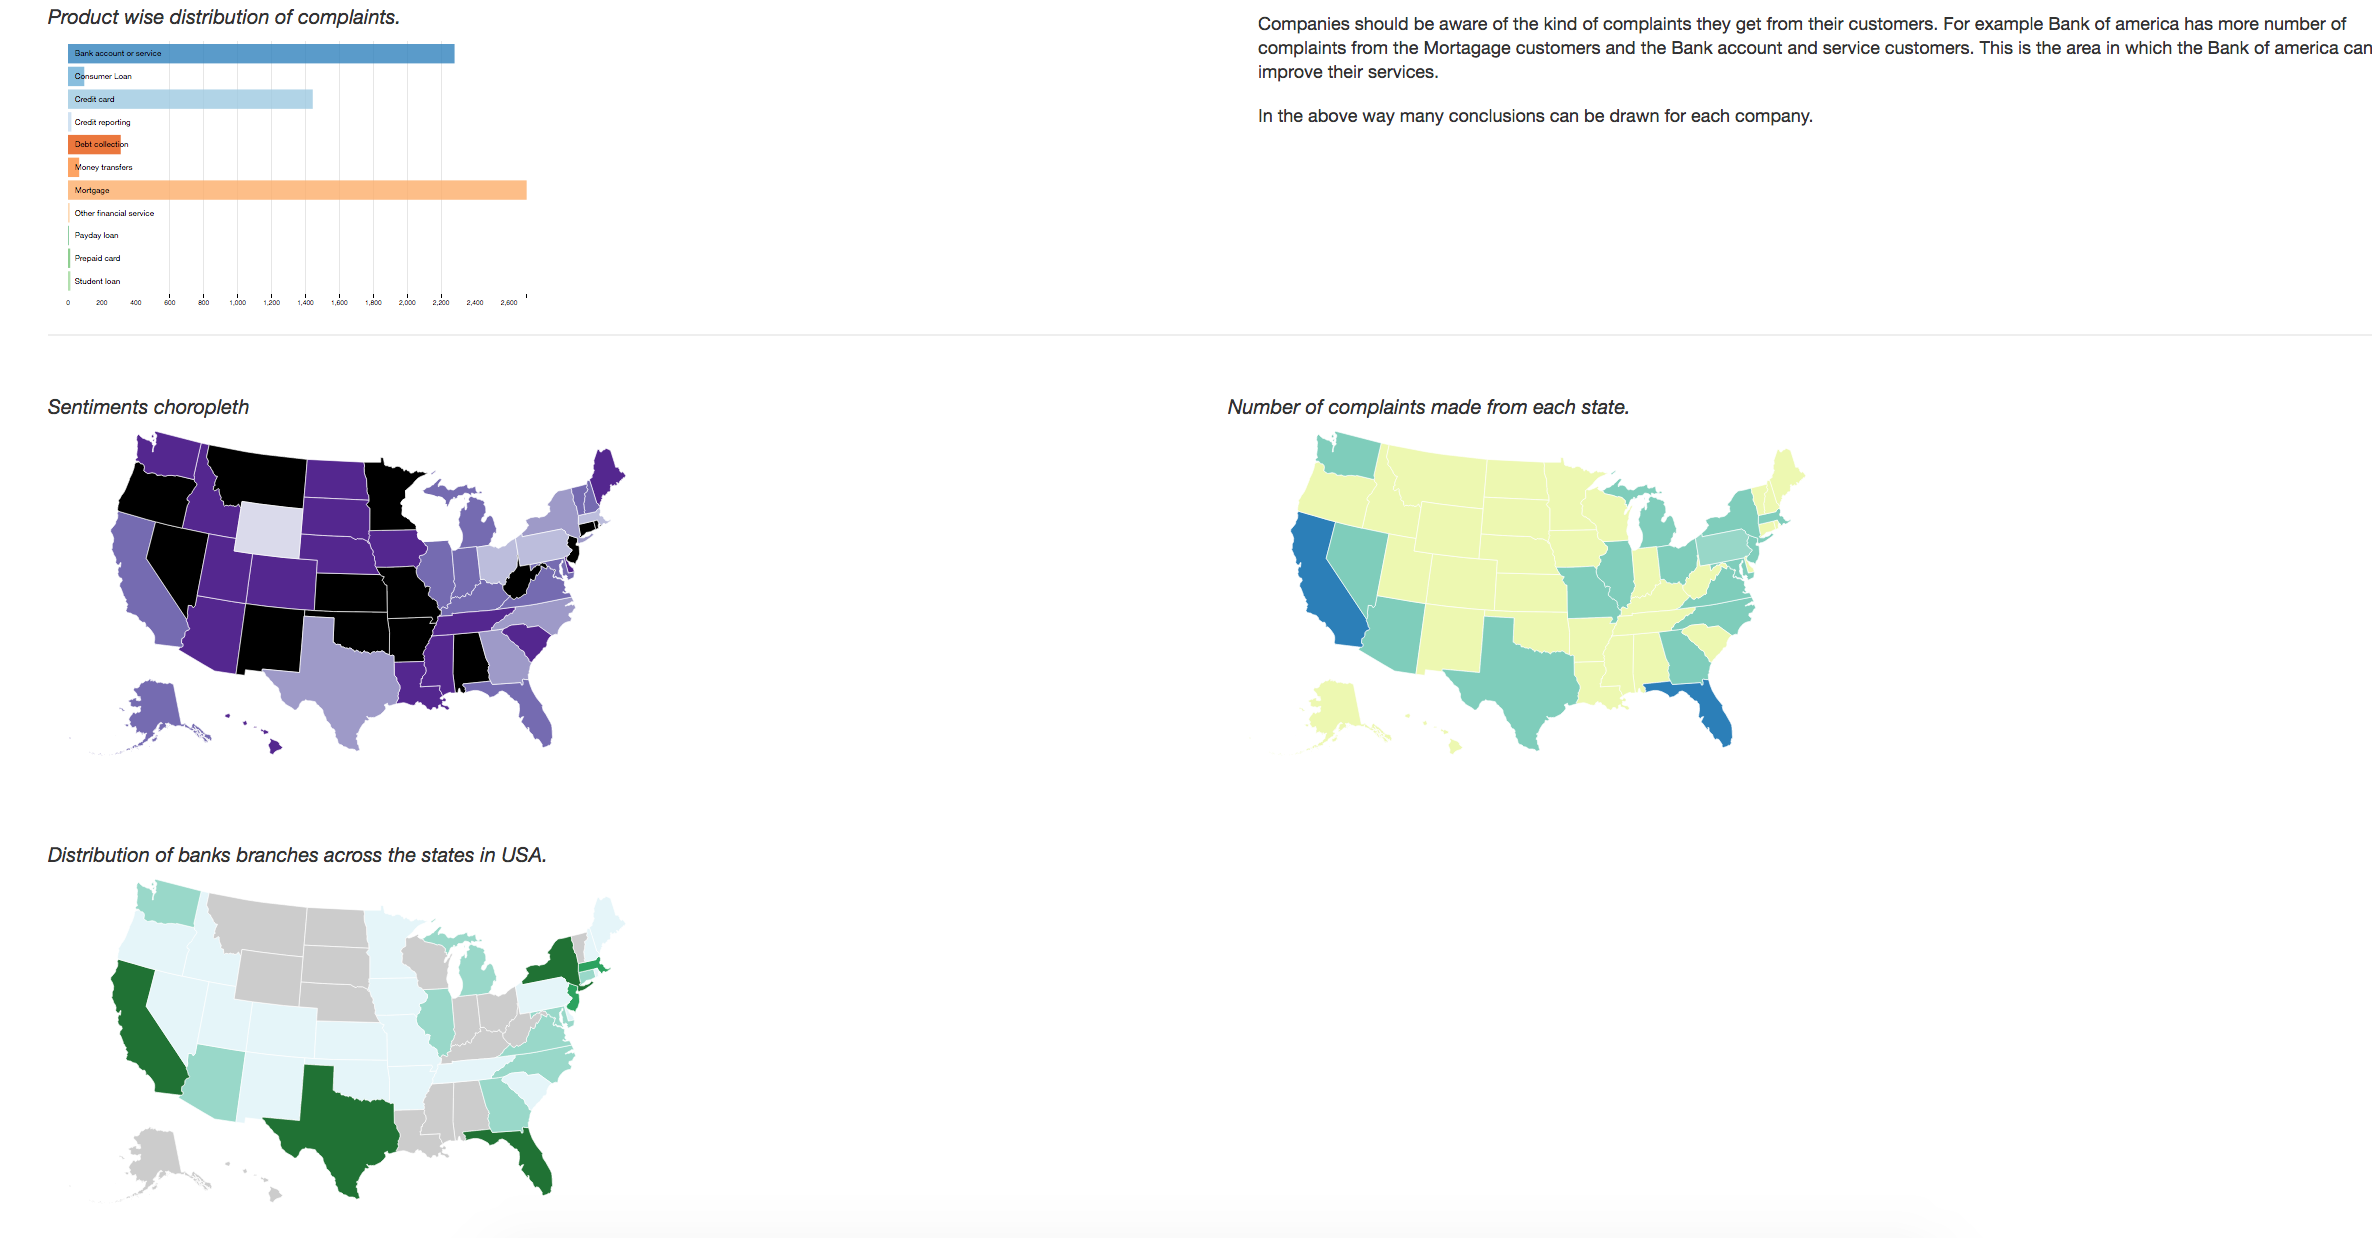 Product wise distribution of complaints.
Bank account or service
Consumer Loan
Credit card
Credit reporting
Debt collection
Money transfers
Mortgage
Other financial service
Payday loan
Prepaid card
Student loan
0 200 400 600 800 1,000 1,200 1,400 1,600 1,800 2,000 2,200 2,400 2,600
Companies should be aware of the kind of complaints they get from their customers. For example Bank of america has more number of
complaints from the Mortagage customers and the Bank account and service customers. This is the area in which the Bank of america can
improve their services.
In the above way many conclusions can be drawn for each company.
Sentiments choropleth
Number of complaints made from each state.
Distribution of banks branches across the states in USA.